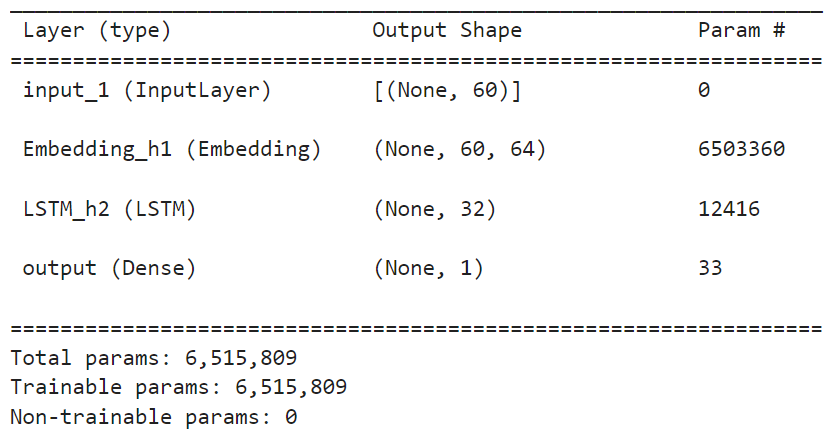 _________________________________________________________________
Layer (type)                Output Shape              Param #
=================================================================
input_1 (InputLayer)        [(None, 60)]              0
Embedding_h1 (Embedding)    (None, 60, 64)            6503360
LSTM_h2 (LSTM)              (None, 32)                12416
output (Dense)              (None, 1)                 33
=================================================================
Total params: 6,515,809
Trainable params: 6,515,809
Non-trainable params: 0